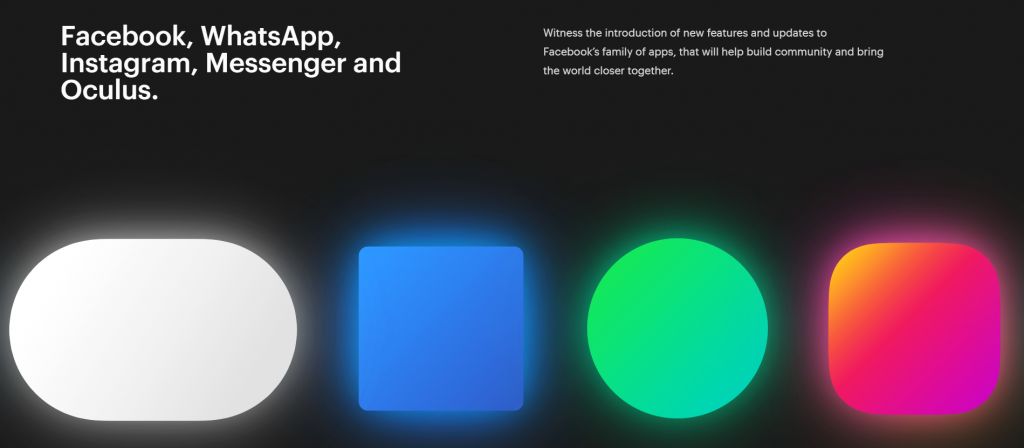 Facebook, WhatsApp,
Instagram, Messenger and
Oculus.
Witness the introduction of new features and updates to
Facebook’s family of apps, that will help build community and bring
the world closer together.